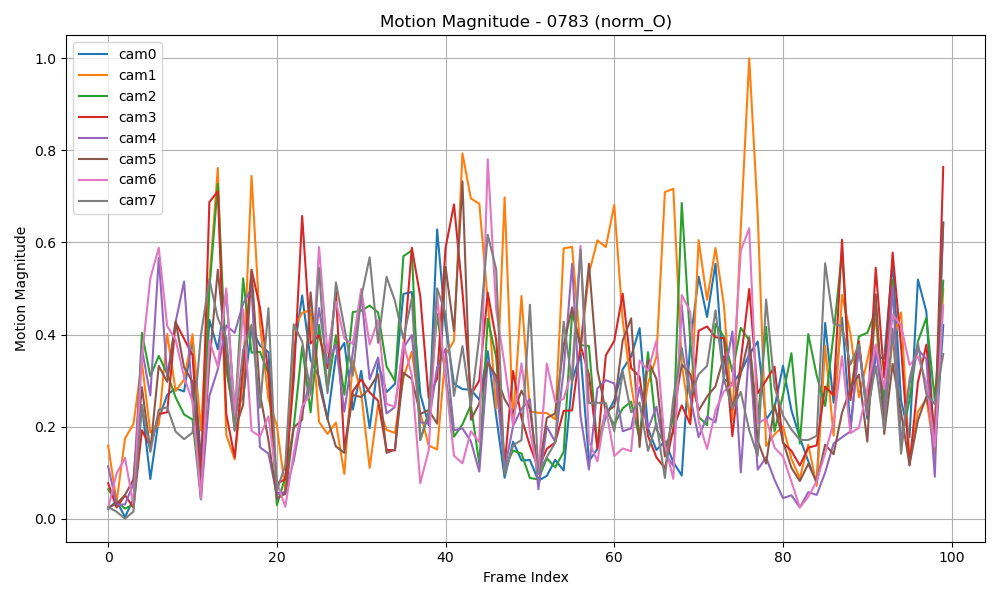 Motion Magnitude - 0783 (norm_O)
cam0
cam1
cam2
cam3
cam4
cam5
cam6
cam7
Motion Magnitude
1.0
0.8
0.6
0.4
0.2
0.0
0 20 40 60 80 100
Frame Index